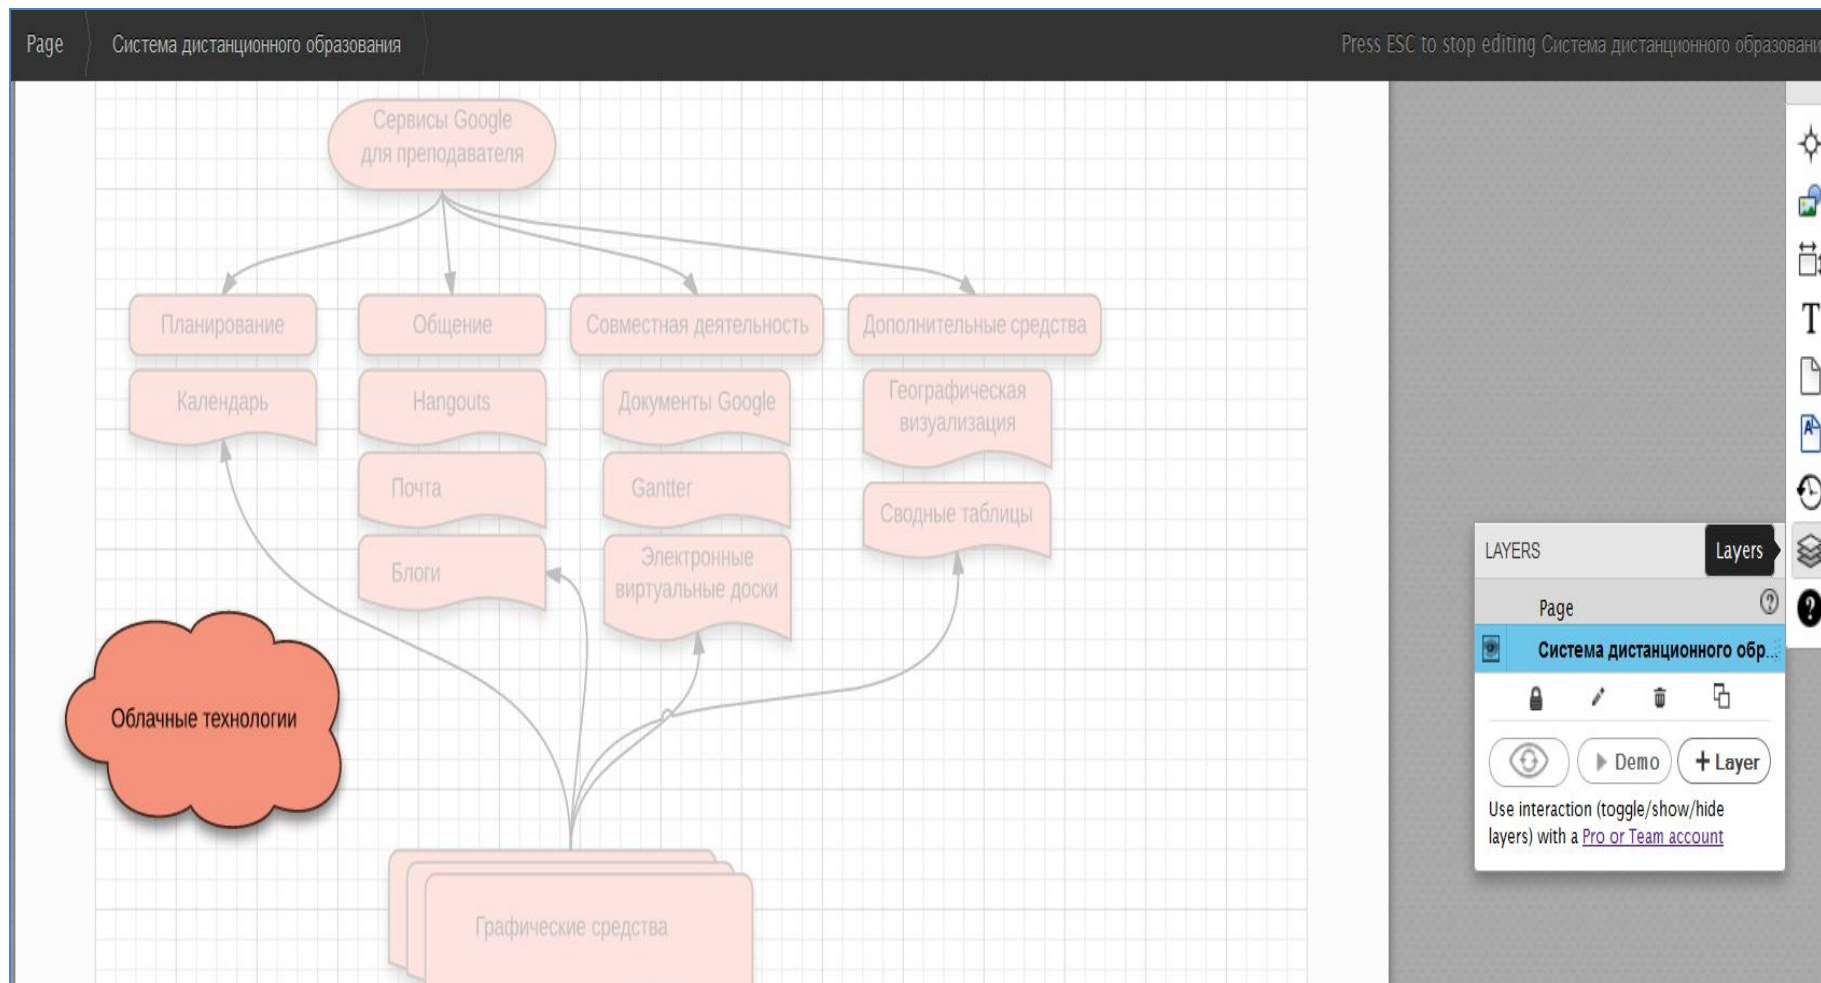 Page
Система дистанционного образования
Press ESC to stop editing Система дистанционного образовани
Сервисы Google
для преподавателя
Планирование
Общение
Совместная деятельность
Дополнительные средства
Календарь
Hangouts
Документы Google
Географическая
визуализация
Почта
Gantter
Сводные таблицы
Блоги
Электронные
виртуальные доски
Облачные технологии
Графические средства
LAYERS
Layers
Page
?
?
Система дистанционного обр...
Demo
+ Layer
Use interaction (toggle/show/hide
layers) with a Pro or Team account
T
A